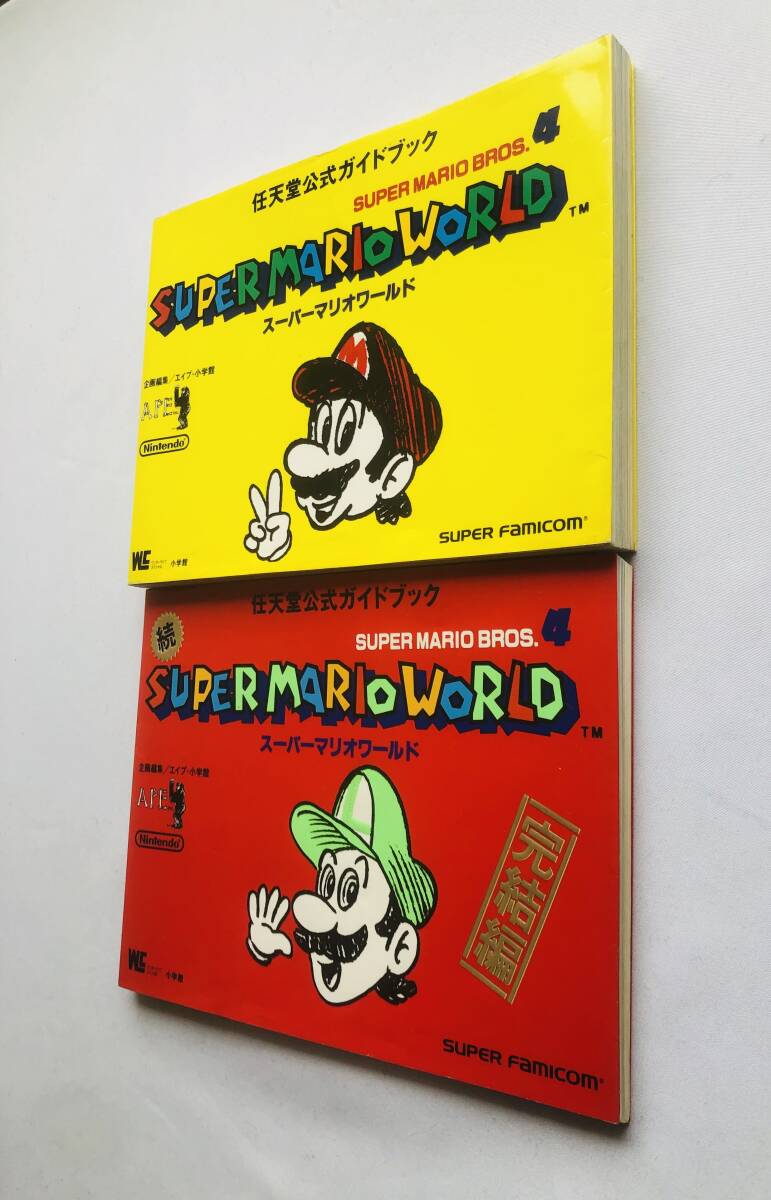 任天堂公式ガイドブック
SUPER MARIO BROS. 4
SUPER MARIO WORLD TM
スーパーマリオワールド
企画編集／エイプ・小学館
APE
Nintendo
M
SUPER FAMICOM®
WLS 小学館
任天堂公式ガイドブック
続
SUPER MARIO BROS. 4
SUPER MARIO WORLD TM
スーパーマリオワールド
企画編集／エイプ・小学館
APE
Nintendo
完結編
WLS 小学館
SUPER FAMICOM®